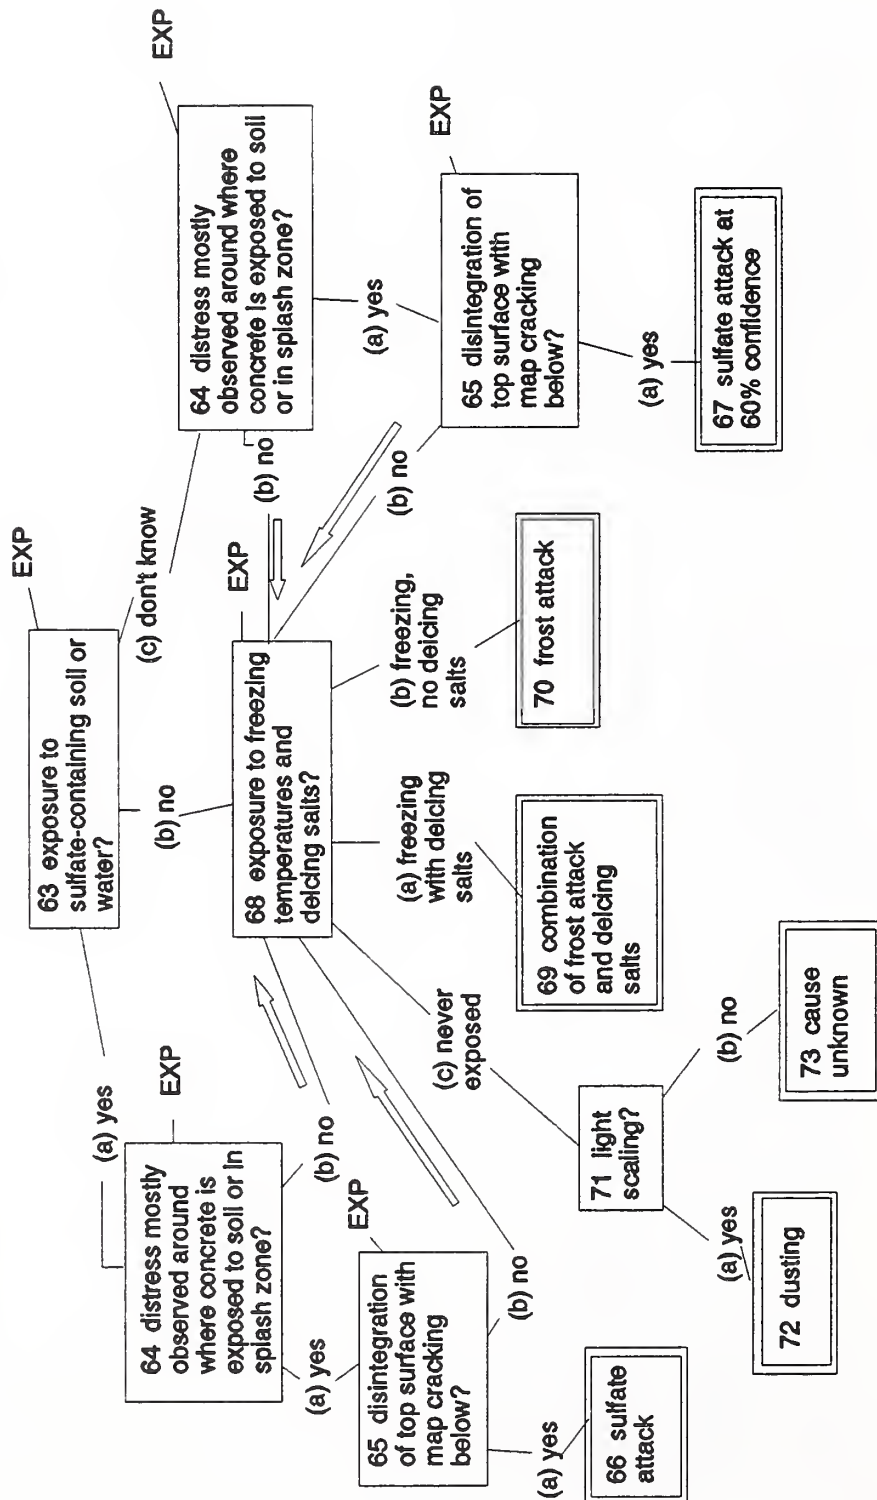 EXP
63 exposure to
sulfate-containing soil or
water?
(a) yes
(b) no
(c) don't know
64 distress mostly
observed around
where concrete is
exposed to soil or in
splash zone?
EXP
(a) yes
(b) no
65 disintegration
of top surface with
map cracking
below?
EXP
(a) yes
(b) no
66 sulfate
attack
64 distress mostly
observed around where
concrete is exposed to soil
or in splash zone?
EXP
(a) yes
(b) no
65 disintegration of
top surface with
map cracking
below?
EXP
(a) yes
(b) no
67 sulfate attack at
60% confidence
68 exposure to freezing
temperatures and
deicing salts?
EXP
(a) freezing
with deicing
salts
(b) freezing,
no deicing
salts
(c) never
exposed
69 combination
of frost attack
and deicing
salts
70 frost attack
71 light
scaling?
(a) yes
(b) no
72 dusting
73 cause
unknown